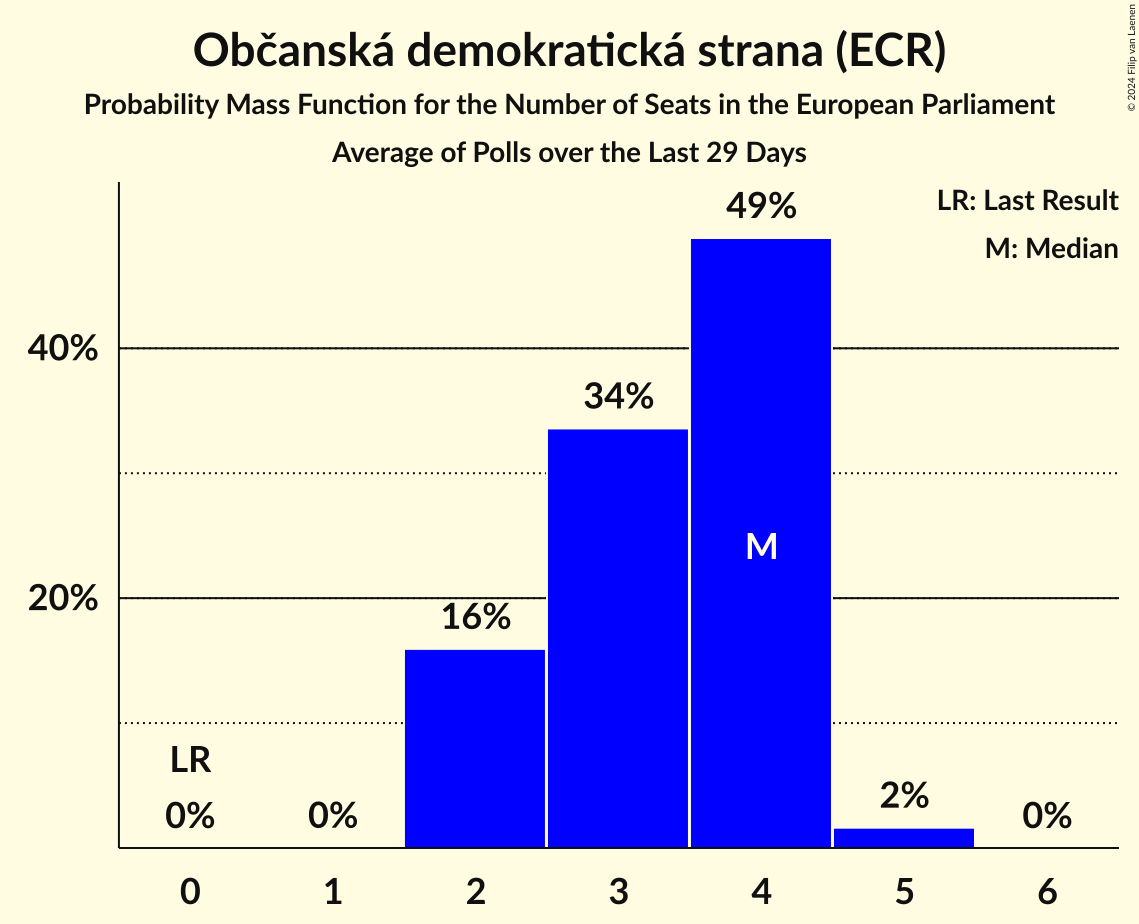 Občanská demokratická strana (ECR)
Probability Mass Function for the Number of Seats in the European Parliament
Average of Polls over the Last 29 Days
© 2024 Filip van Laenen
LR: Last Result
M: Median
49%
40%
34%
M
20%
16%
LR
0%
0%
2%
0%
0
1
2
3
4
5
6